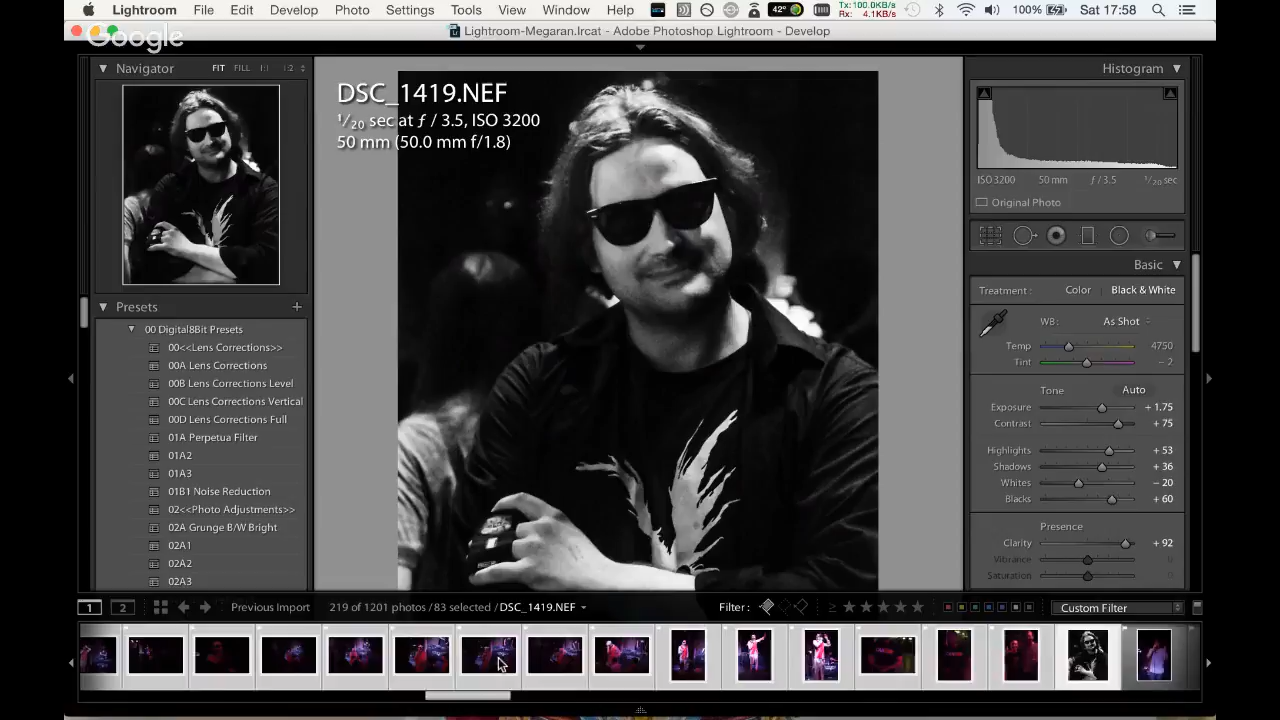 Lightroom File Edit Develop Photo Settings Tools View Window Help 42° Tx: 100.0KB/s Rx: 4.1KB/s 100% Sat 17:58
Google
Lightroom-Megaran.lrcat - Adobe Photoshop Lightroom - Develop
Navigator FIT FILL 1:1 1:2
Presets
00 Digital8Bit Presets
00<<Lens Corrections>>
00A Lens Corrections
00B Lens Corrections Level
00C Lens Corrections Vertical
00D Lens Corrections Full
01A Perpetua Filter
01A2
01A3
01B1 Noise Reduction
02<<Photo Adjustments>>
02A Grunge B/W Bright
02A1
02A2
02A3
DSC_1419.NEF
1/20 sec at ƒ / 3.5, ISO 3200
50 mm (50.0 mm f/1.8)
Histogram
ISO 3200 50 mm ƒ / 3.5 1/20 sec
Original Photo
Basic
Treatment: Color Black & White
WB: As Shot
Temp 4750
Tint - 2
Tone Auto
Exposure + 1.75
Contrast + 75
Highlights + 53
Shadows + 36
Whites - 20
Blacks + 60
Presence
Clarity + 92
Vibrance 0
Saturation 0
1 2 Previous Import 219 of 1201 photos / 83 selected / DSC_1419.NEF Filter: ≥ Custom Filter